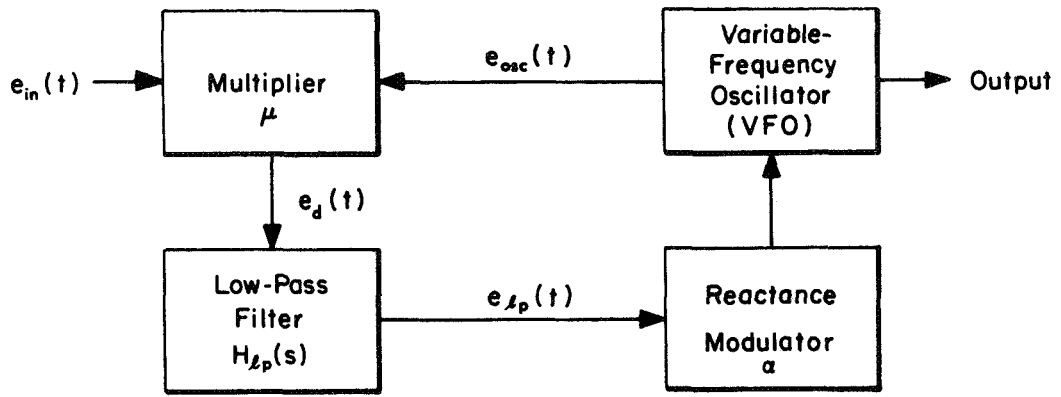 e_in(t)
Multiplier
μ
e_osc(t)
Variable-
Frequency
Oscillator
(VFO)
Output
e_d(t)
Low-Pass
Filter
H_ℓp(s)
e_ℓp(t)
Reactance
Modulator
α